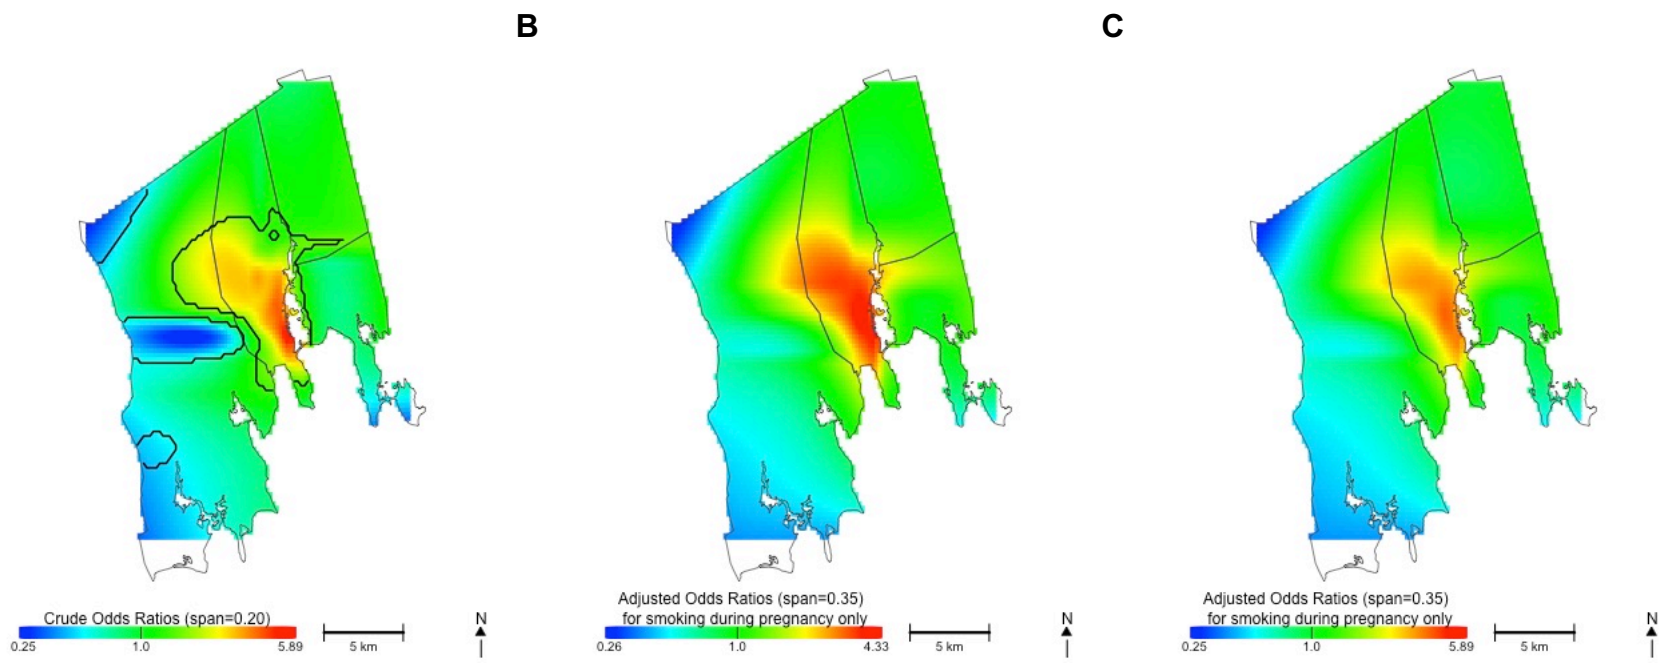 B
C
Crude Odds Ratios (span=0.20)
0.25 1.0 5.89
5 km
N
Adjusted Odds Ratios (span=0.35)
for smoking during pregnancy only
0.26 1.0 4.33
5 km
N
Adjusted Odds Ratios (span=0.35)
for smoking during pregnancy only
0.25 1.0 5.89
5 km
N